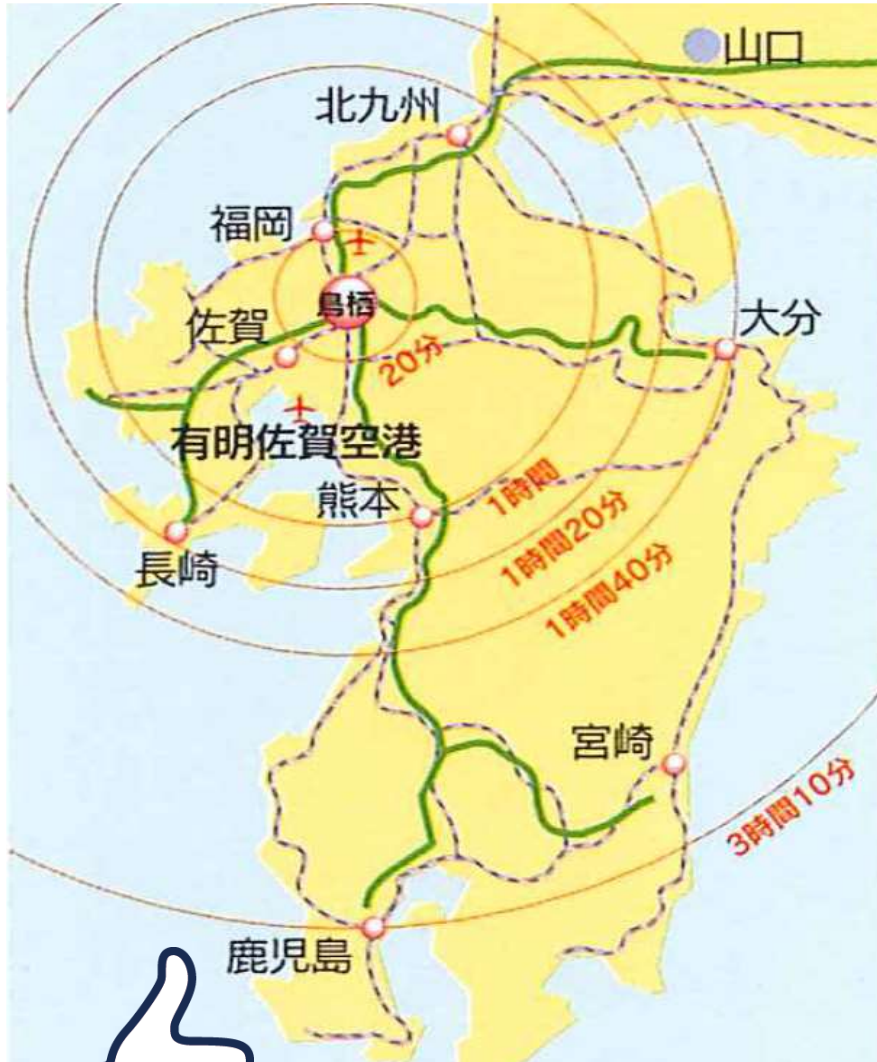 山口
北九州
福岡
鳥栖
佐賀
大分
20分
有明佐賀空港
熊本
1時間
1時間20分
長崎
1時間40分
宮崎
3時間10分
鹿児島